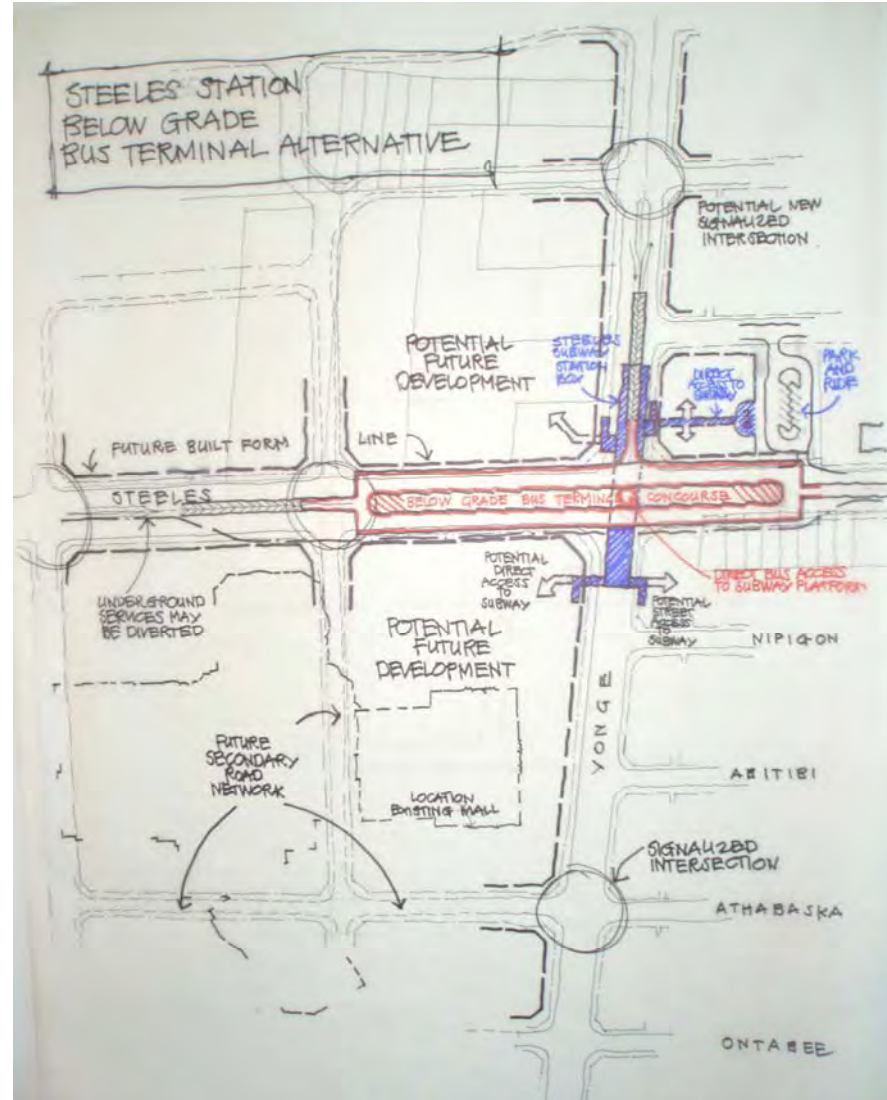 STEELES STATION
BELOW GRADE
BUS TERMINAL ALTERNATIVE
POTENTIAL NEW
SIGNALIZED
INTERSECTION
POTENTIAL
FUTURE
DEVELOPMENT
STEELES
SUBWAY
STATION
BOX
DIRECT
ACCESS TO
SUBWAY
PARK
AND
RIDE
FUTURE BUILT FORM
LINE
STEELES
BELOW GRADE BUS TERMINAL CONCOURSE
UNDERGROUND
SERVICES MAY
BE DIVERTED
POTENTIAL
DIRECT
ACCESS
TO
SUBWAY
DIRECT BUS ACCESS
TO SUBWAY PLATFORM
POTENTIAL
STREET
ACCESS
TO
SUBWAY
NIPIGON
POTENTIAL
FUTURE
DEVELOPMENT
YONGE
FUTURE
SECONDARY
ROAD
NETWORK
ABITIBI
LOCATION
EXISTING MALL
SIGNALIZED
INTERSECTION
ATHABASKA
ONTABEE